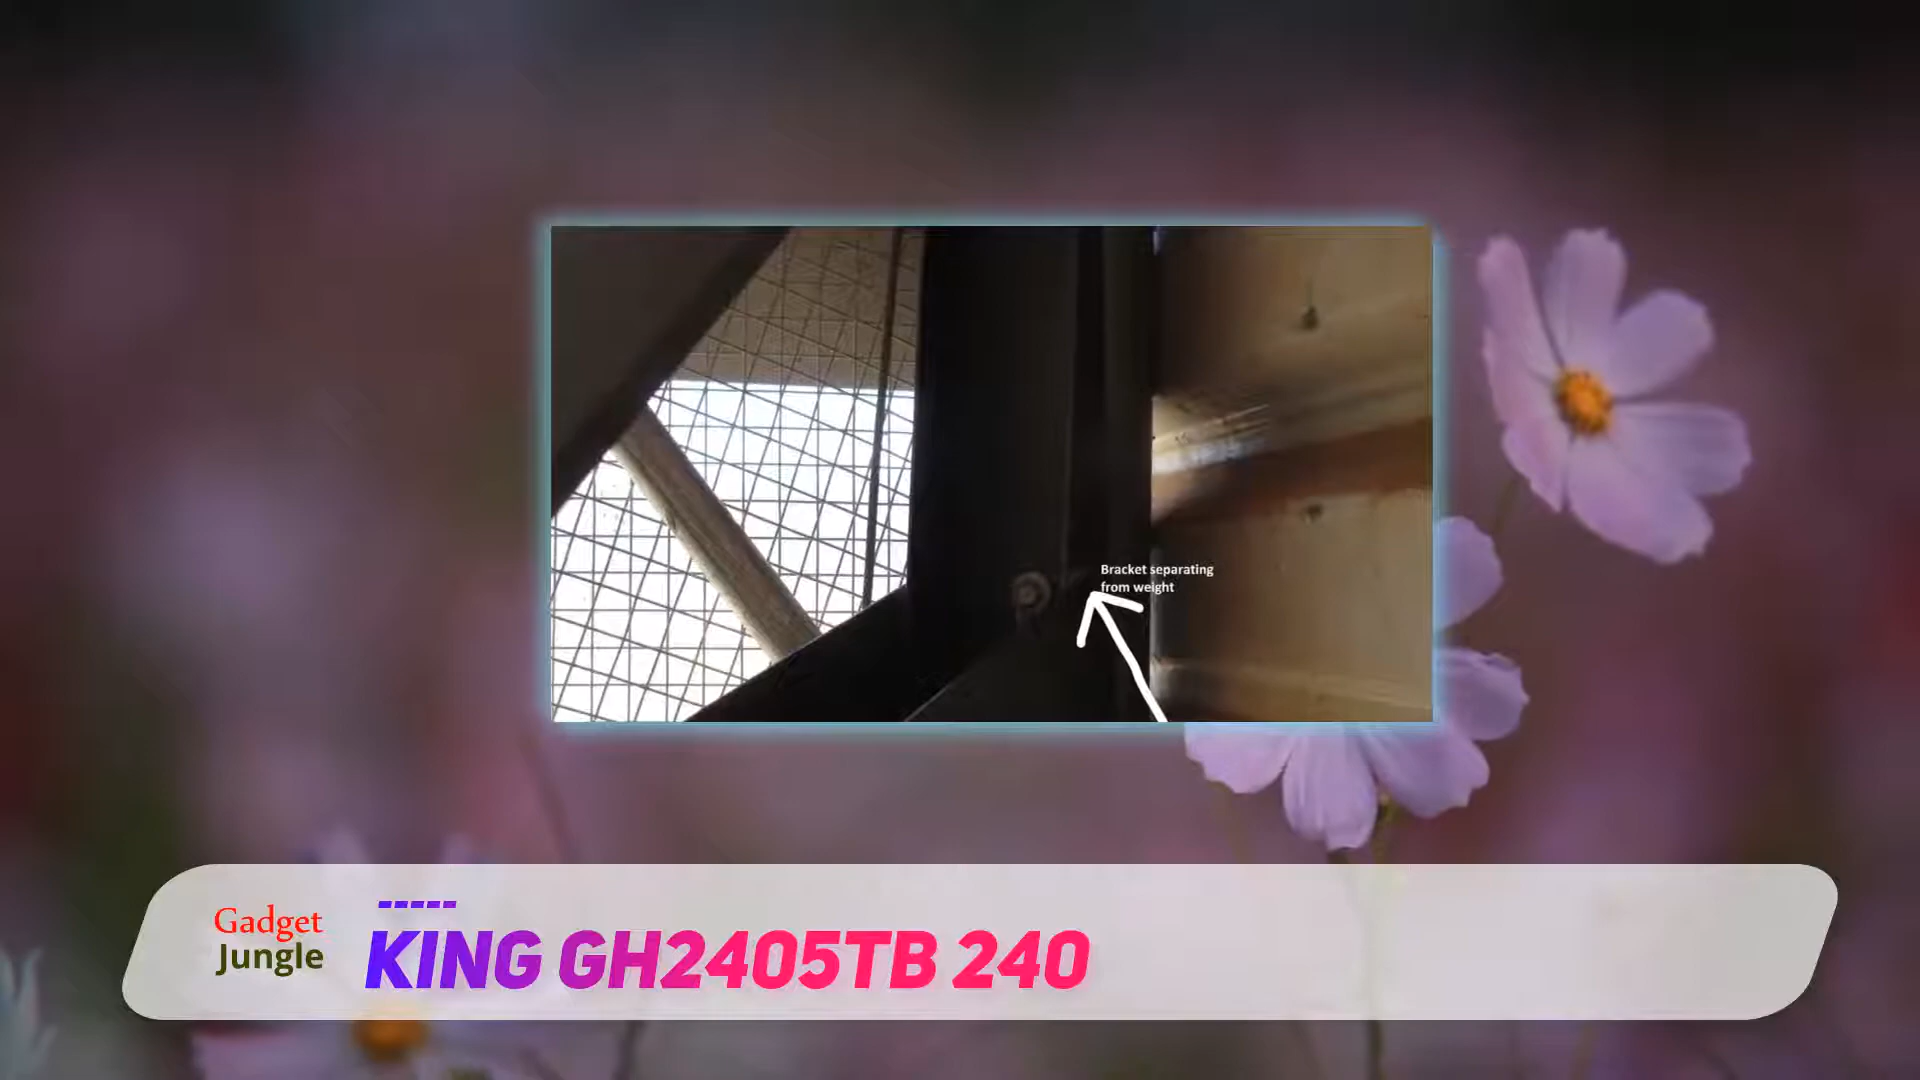 Bracket separating
from weight
Gadget
Jungle
KING GH2405TB 240